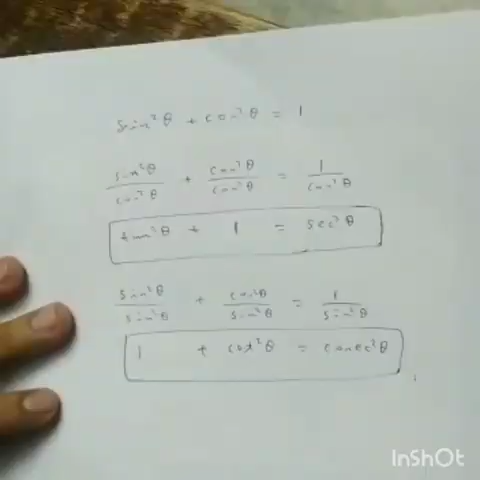 sin²θ + cos²θ = 1
sin²θ/cos²θ + cos²θ/cos²θ = 1/cos²θ
tan²θ + 1 = sec²θ
sin²θ/sin²θ + cos²θ/sin²θ = 1/sin²θ
1 + cot²θ = cosec²θ
InShOt